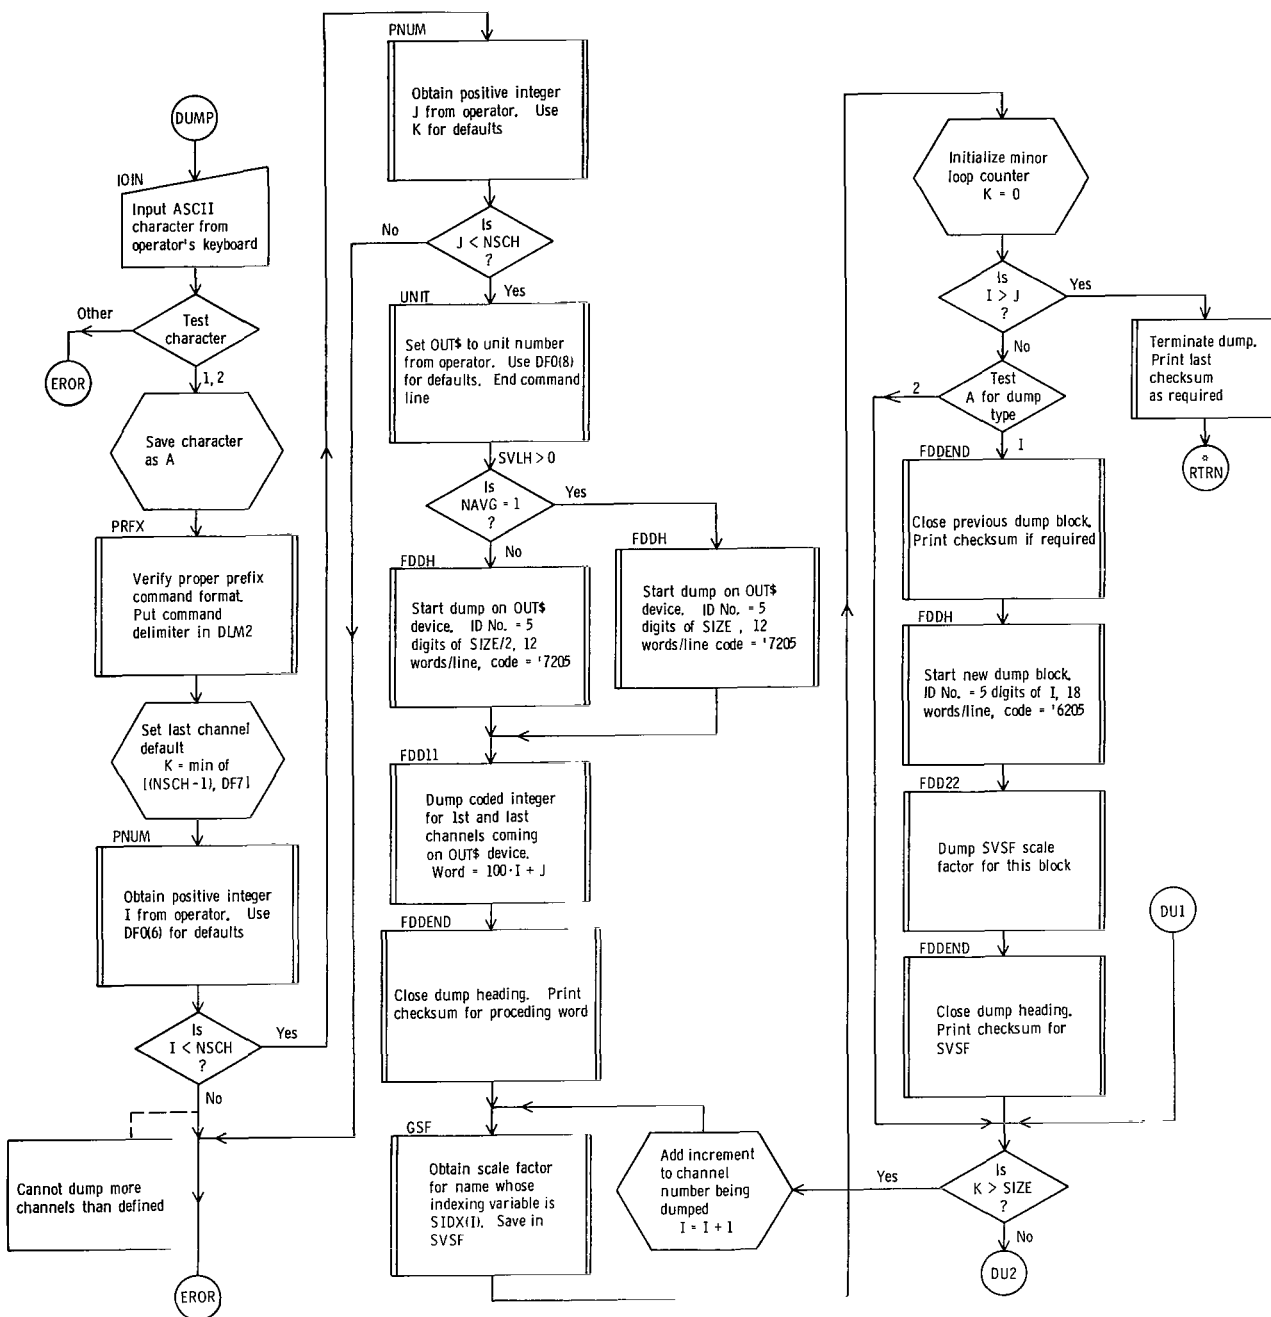 DUMP
IOIN
Input ASCII
character from
operator's keyboard
Other
Test
character
EROR
1, 2
Save character
as A
PRFX
Verify proper prefix
command format.
Put command
delimiter in DLM2
Set last channel
default
K = min of
[(NSCH-1), DF7]
PNUM
Obtain positive integer
I from operator. Use
DFO(6) for defaults
Is
I < NSCH
?
Yes
No
Cannot dump more
channels than defined
EROR
PNUM
Obtain positive integer
J from operator. Use
K for defaults
No
Is
J < NSCH
?
Yes
UNIT
Set OUT$ to unit number
from operator. Use DFO(8)
for defaults. End command
line
SVLH > 0
Is
NAVG = 1
?
Yes
No
FDDH
Start dump on OUT$
device. ID No. = 5
digits of SIZE/2, 12
words/line, code = '7205
FDDH
Start dump on OUT$
device. ID No. = 5
digits of SIZE , 12
words/line code = '7205
FDD11
Dump coded integer
for 1st and last
channels coming
on OUT$ device.
Word = 100·I + J
FDDEND
Close dump heading. Print
checksum for proceding word
GSF
Obtain scale factor
for name whose
indexing variable is
SIDX(I). Save in
SVSF
Add increment
to channel
number being
dumped
I = I + 1
Initialize minor
loop counter
K = 0
Is
I > J
?
Yes
No
Terminate dump.
Print last
checksum
as required
*
RTRN
2
Test
A for dump
type
1
FDDEND
Close previous dump block.
Print checksum if required
FDDH
Start new dump block.
ID No. = 5 digits of I, 18
words/line, code = '6205
FDD22
Dump SVSF scale
factor for this block
DU1
FDDEND
Close dump heading.
Print checksum for
SVSF
Yes
Is
K > SIZE
?
No
DU2